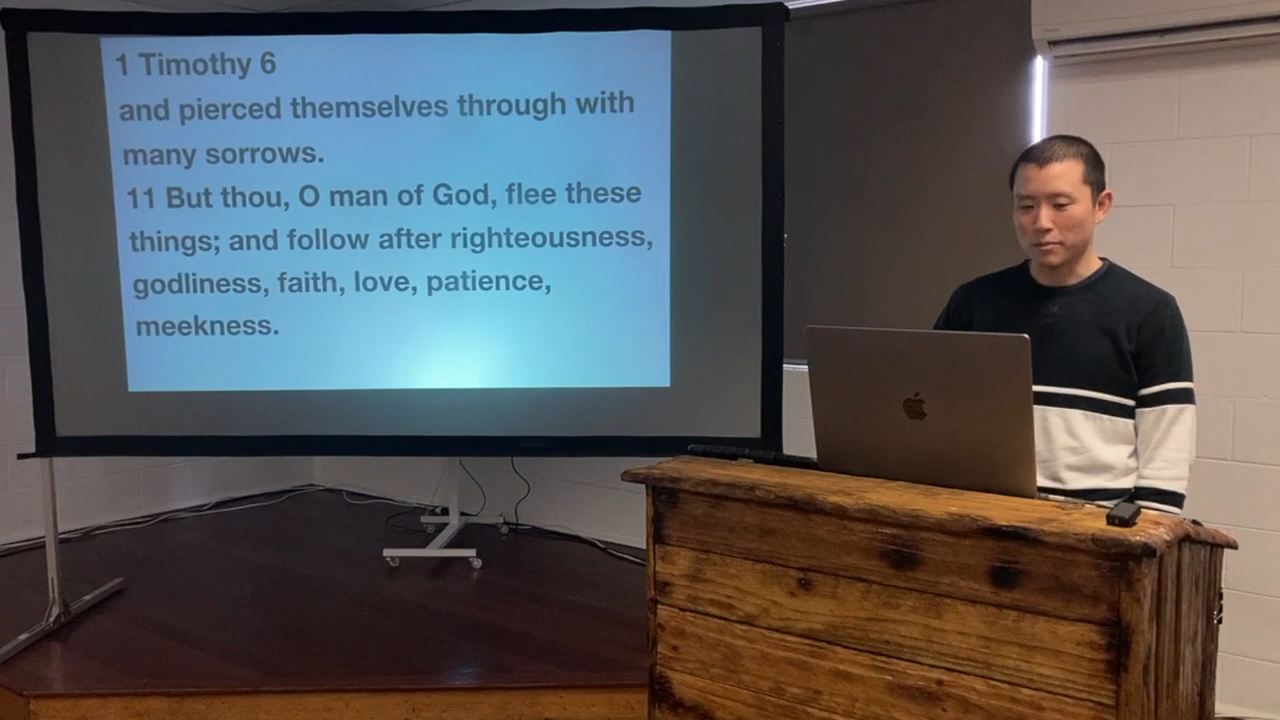 1 Timothy 6
and pierced themselves through with
many sorrows.
11 But thou, O man of God, flee these
things; and follow after righteousness,
godliness, faith, love, patience,
meekness.